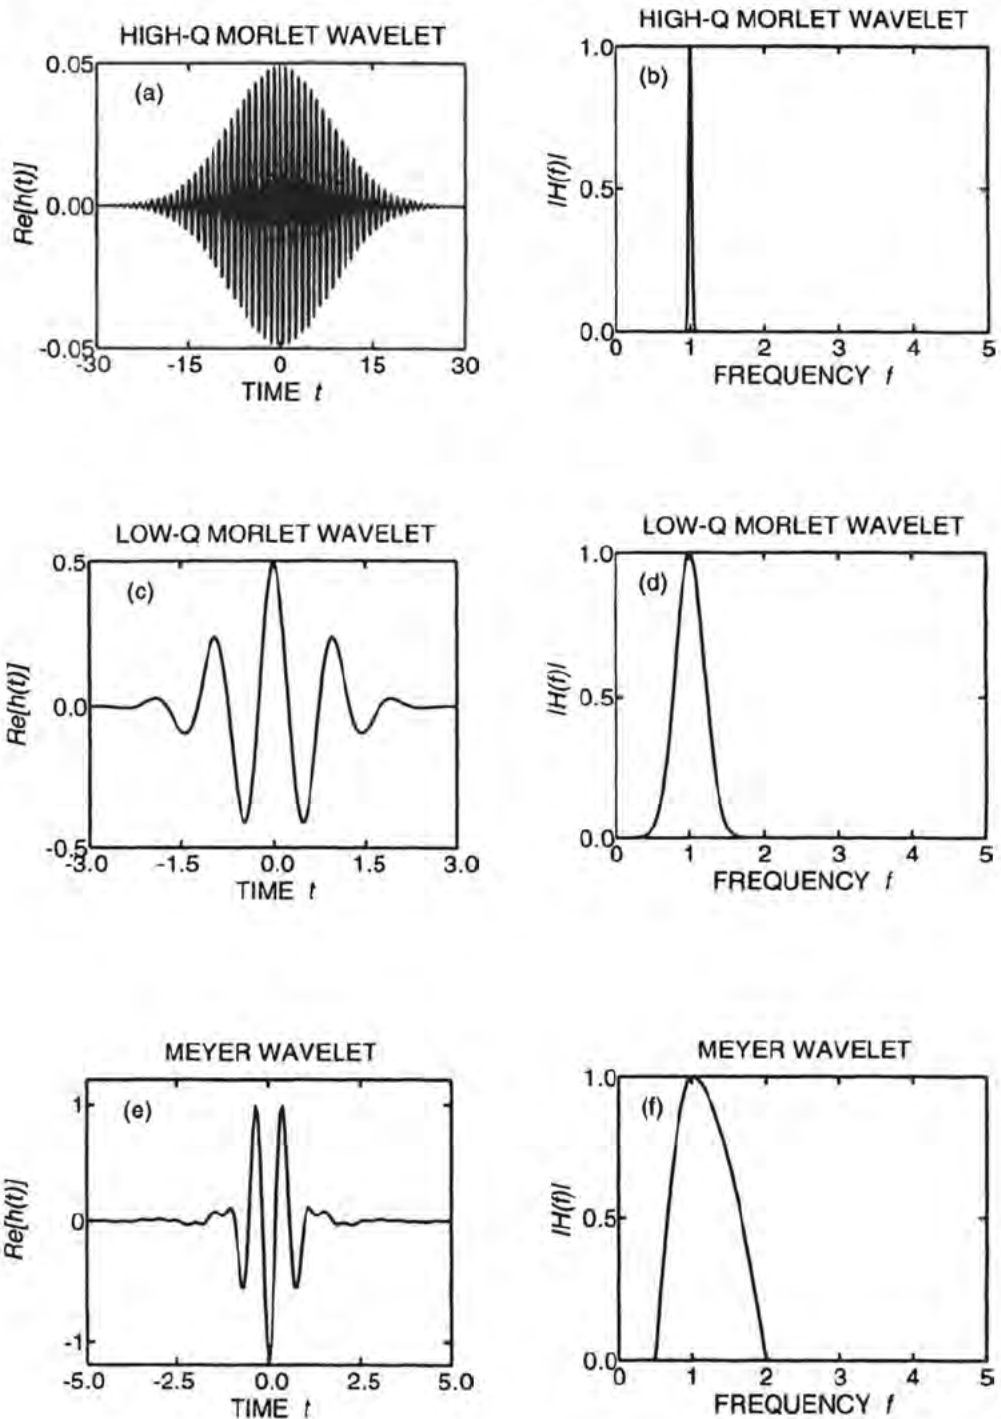 HIGH-Q MORLET WAVELET
(a)
Re[h(t)]
0.05
0.00
-0.05
-30 -15 0 15 30
TIME t
HIGH-Q MORLET WAVELET
(b)
|H(f)|
1.0
0.5
0.0
0 1 2 3 4 5
FREQUENCY f
LOW-Q MORLET WAVELET
(c)
Re[h(t)]
0.5
0.0
-0.5
-3.0 -1.5 0.0 1.5 3.0
TIME t
LOW-Q MORLET WAVELET
(d)
|H(f)|
1.0
0.5
0.0
0 1 2 3 4 5
FREQUENCY f
MEYER WAVELET
(e)
Re[h(t)]
1
0
-1
-5.0 -2.5 0.0 2.5 5.0
TIME t
MEYER WAVELET
(f)
|H(f)|
1.0
0.5
0.0
0 1 2 3 4 5
FREQUENCY f